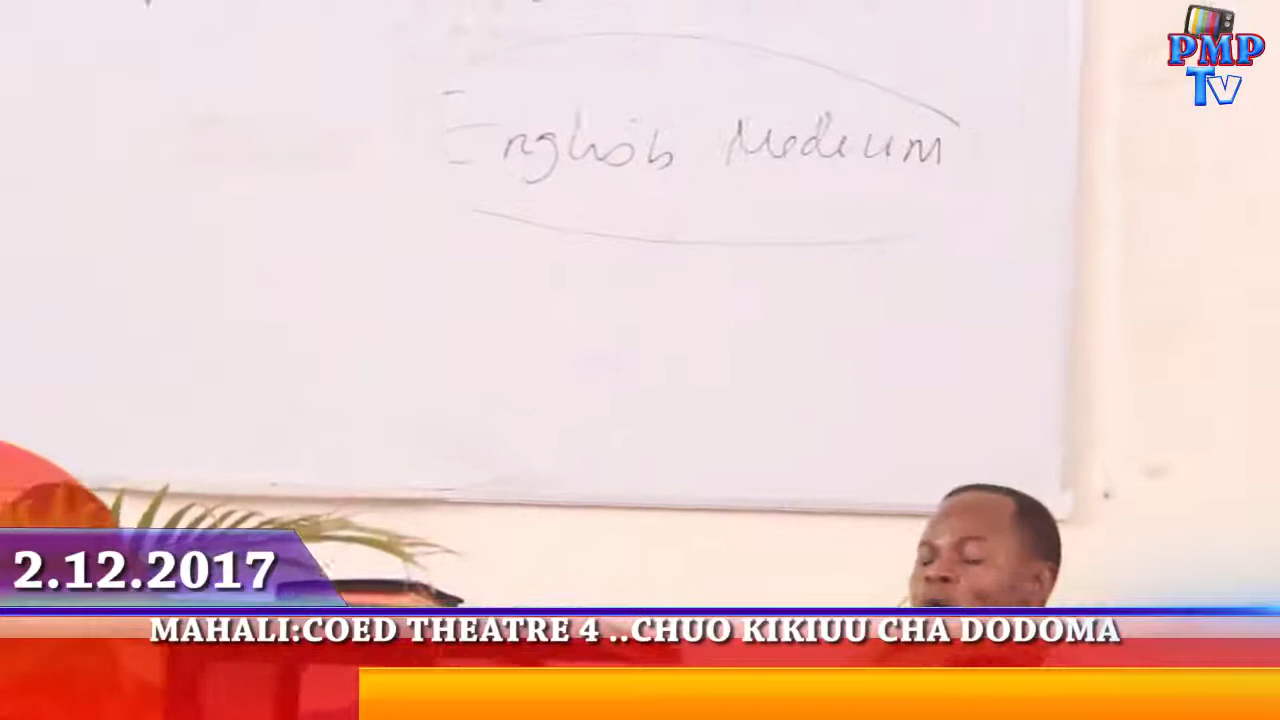 PMP
TV
English Medium
2.12.2017
MAHALI:COED THEATRE 4 ..CHUO KIKIUU CHA DODOMA